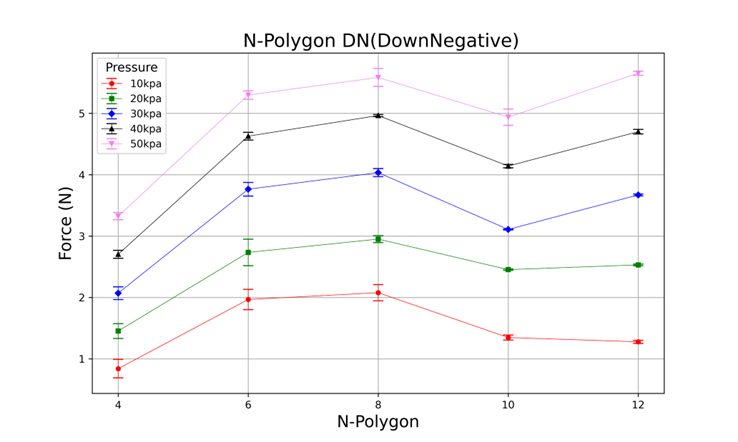 N-Polygon DN(DownNegative)
Pressure
10kpa
20kpa
30kpa
40kpa
50kpa
Force (N)
5
4
3
2
1
4 6 8 10 12
N-Polygon